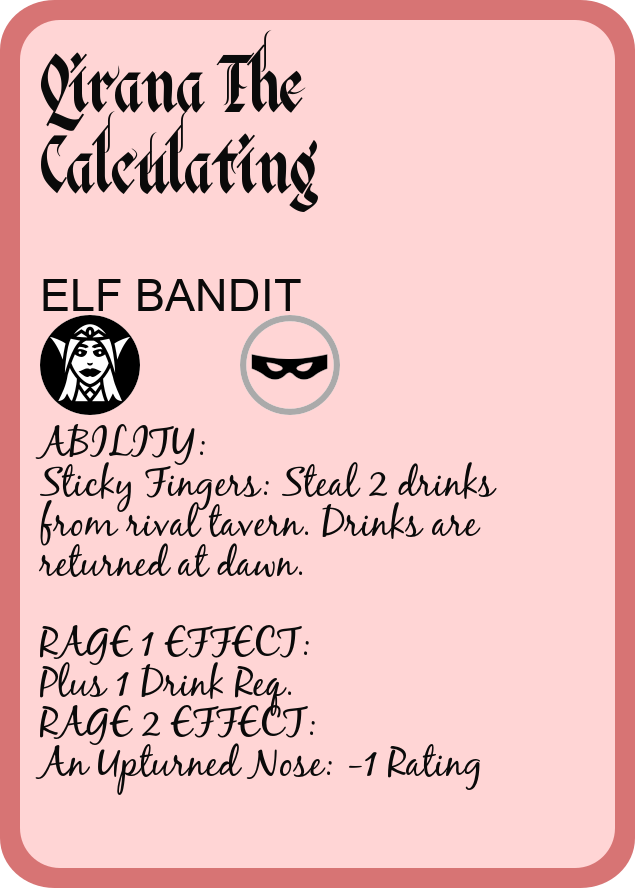 Qirana The
Calculating
ELF BANDIT
ABILITY:
Sticky Fingers: Steal 2 drinks
from rival tavern. Drinks are
returned at dawn.
RAGE 1 EFFECT:
Plus 1 Drink Req.
RAGE 2 EFFECT:
An Upturned Nose: -1 Rating